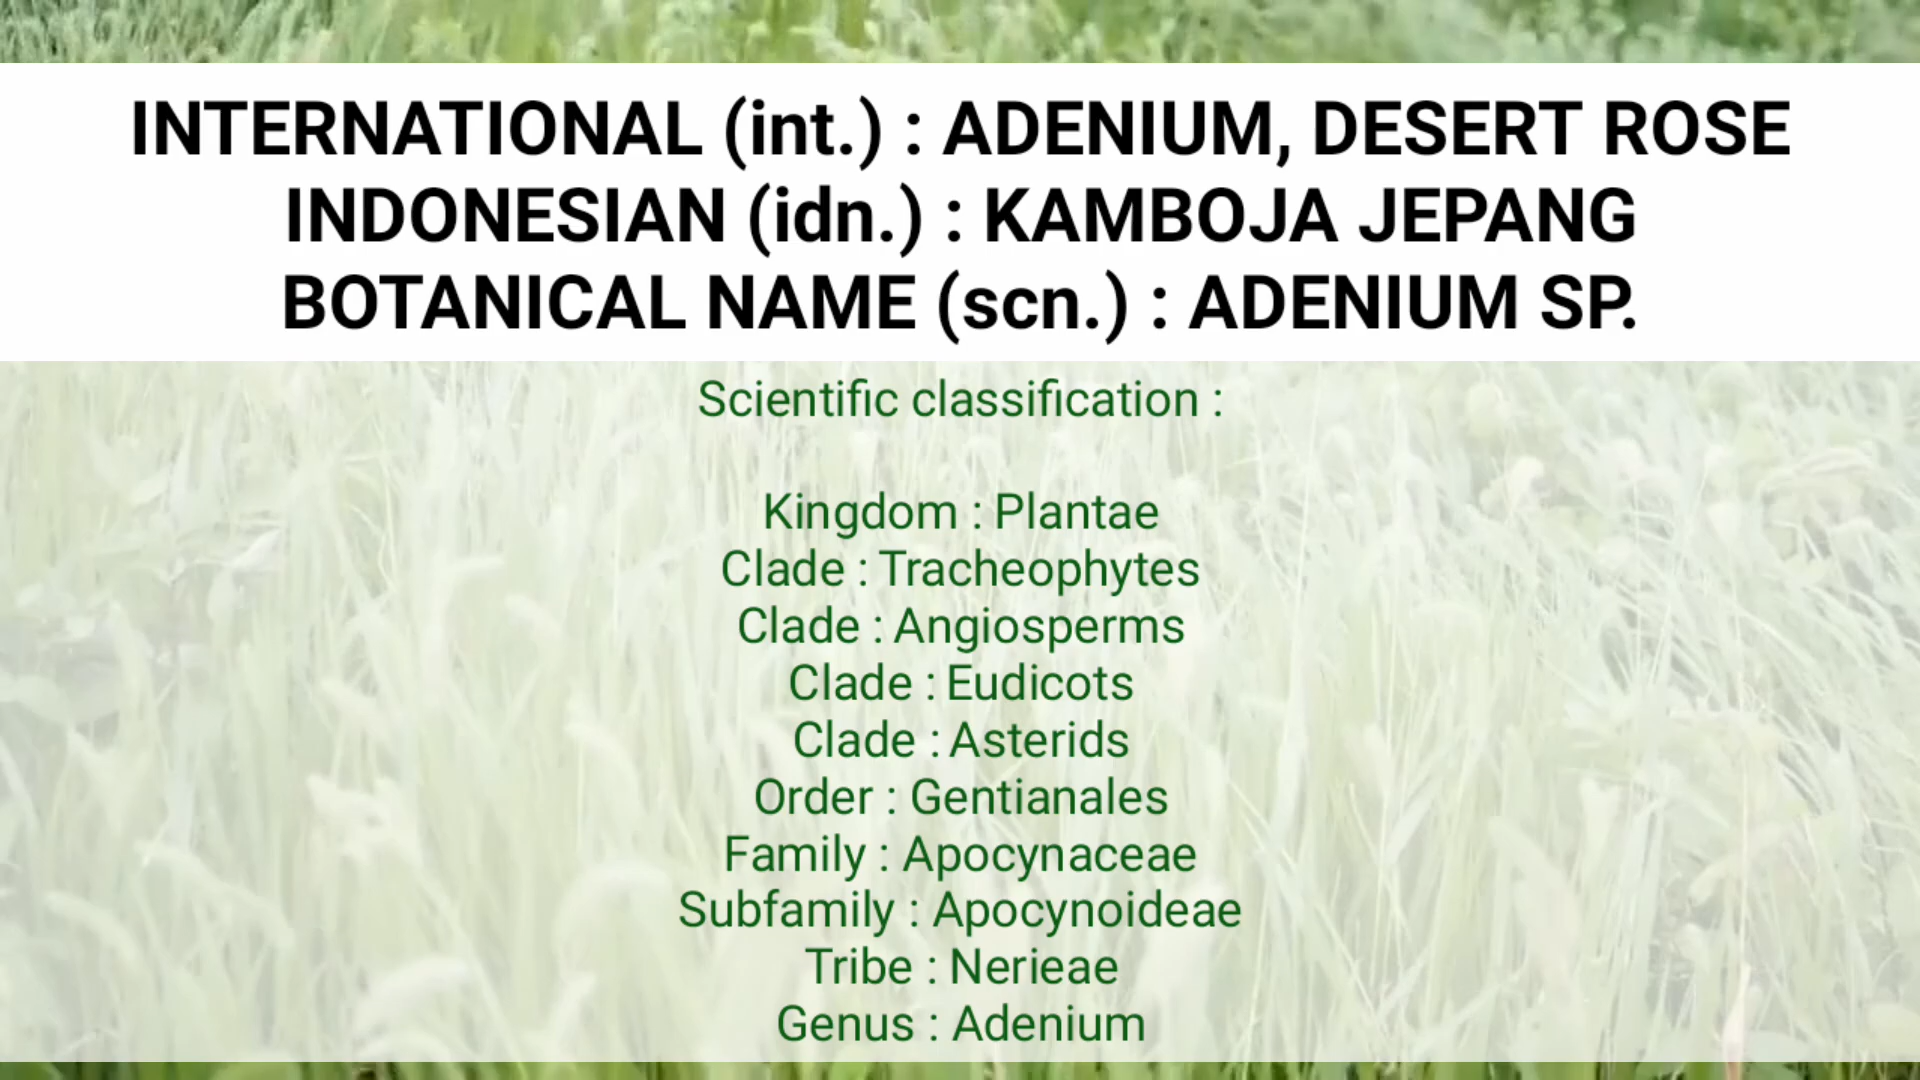 INTERNATIONAL (int.) : ADENIUM, DESERT ROSE
INDONESIAN (idn.) : KAMBOJA JEPANG
BOTANICAL NAME (scn.) : ADENIUM SP.
Scientific classification :
Kingdom : Plantae
Clade : Tracheophytes
Clade : Angiosperms
Clade : Eudicots
Clade : Asterids
Order : Gentianales
Family : Apocynaceae
Subfamily : Apocynoideae
Tribe : Nerieae
Genus : Adenium